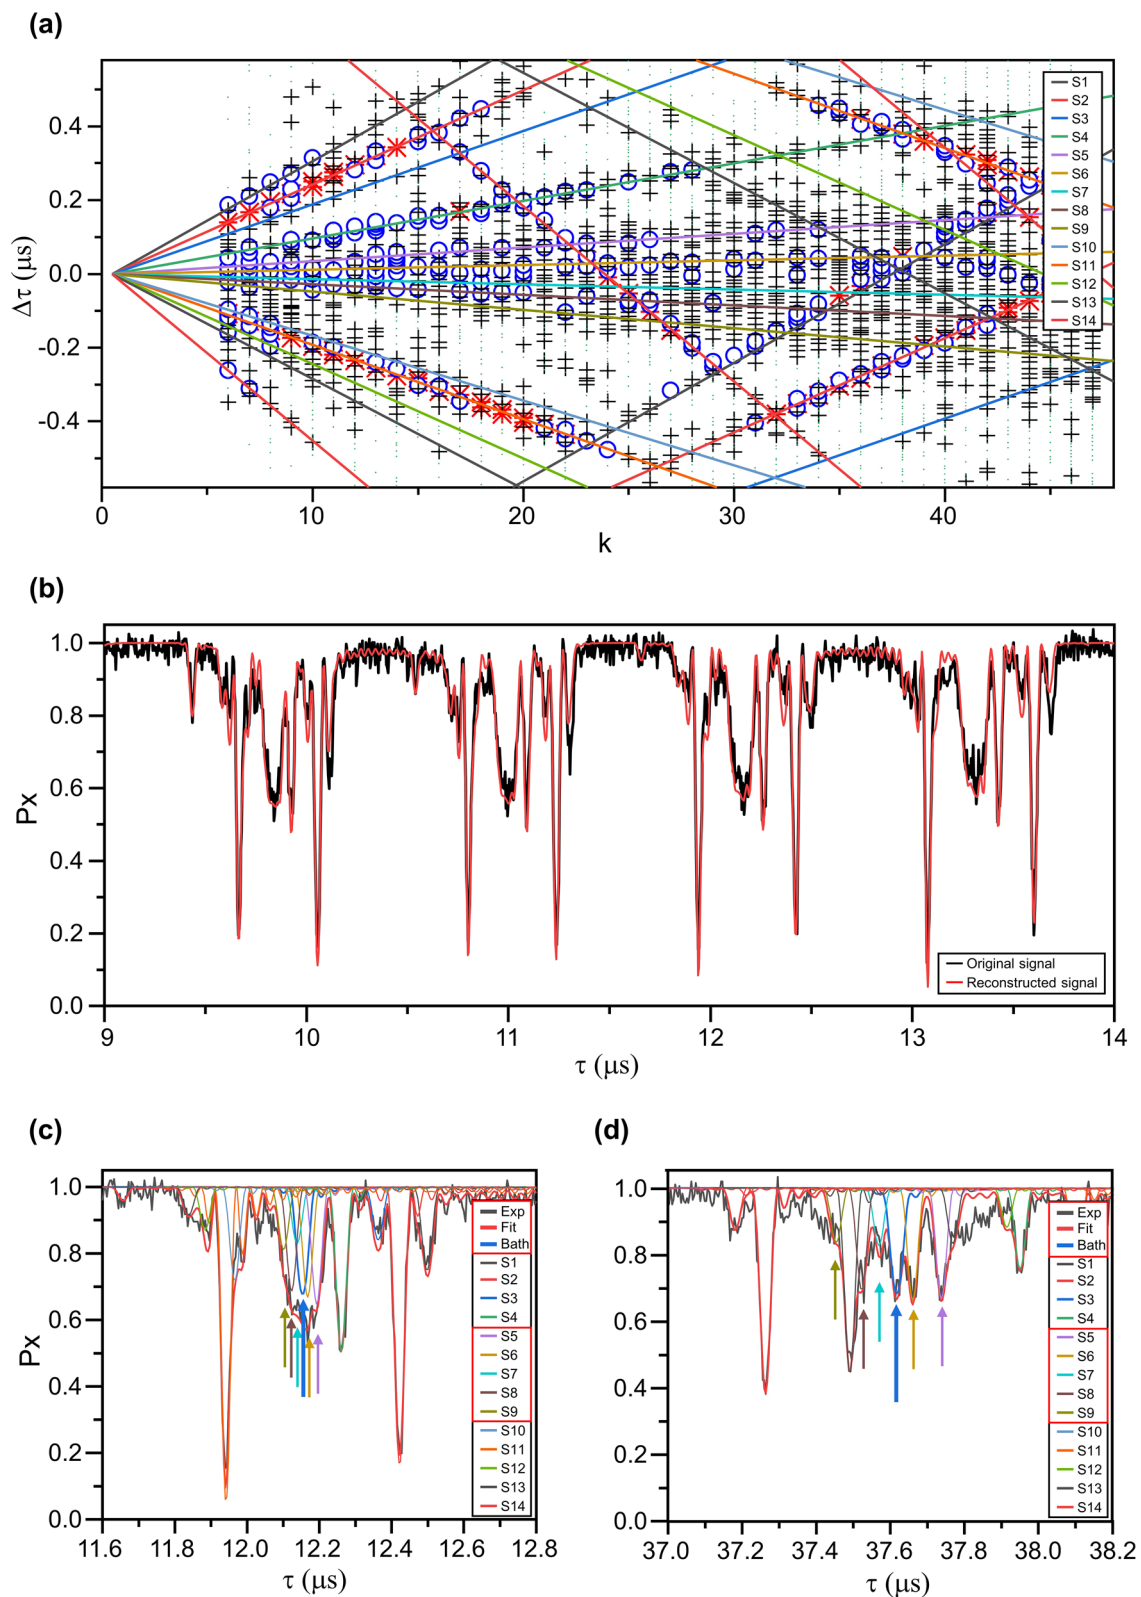 (a)
0.4
0.2
0.0
-0.2
-0.4
Δτ (μs)
S1
S2
S3
S4
S5
S6
S7
S8
S9
S10
S11
S12
S13
S14
0 10 20 30 40
k
(b)
1.0
0.8
0.6
0.4
0.2
0.0
Px
Original signal
Reconstructed signal
9 10 11 12 13 14
τ (μs)
(c)
1.0
0.8
0.6
0.4
0.2
0.0
Px
Exp
Fit
Bath
S1
S2
S3
S4
S5
S6
S7
S8
S9
S10
S11
S12
S13
S14
11.6 11.8 12.0 12.2 12.4 12.6 12.8
τ (μs)
(d)
1.0
0.8
0.6
0.4
0.2
0.0
Exp
Fit
Bath
S1
S2
S3
S4
S5
S6
S7
S8
S9
S10
S11
S12
S13
S14
37.0 37.2 37.4 37.6 37.8 38.0 38.2
τ (μs)